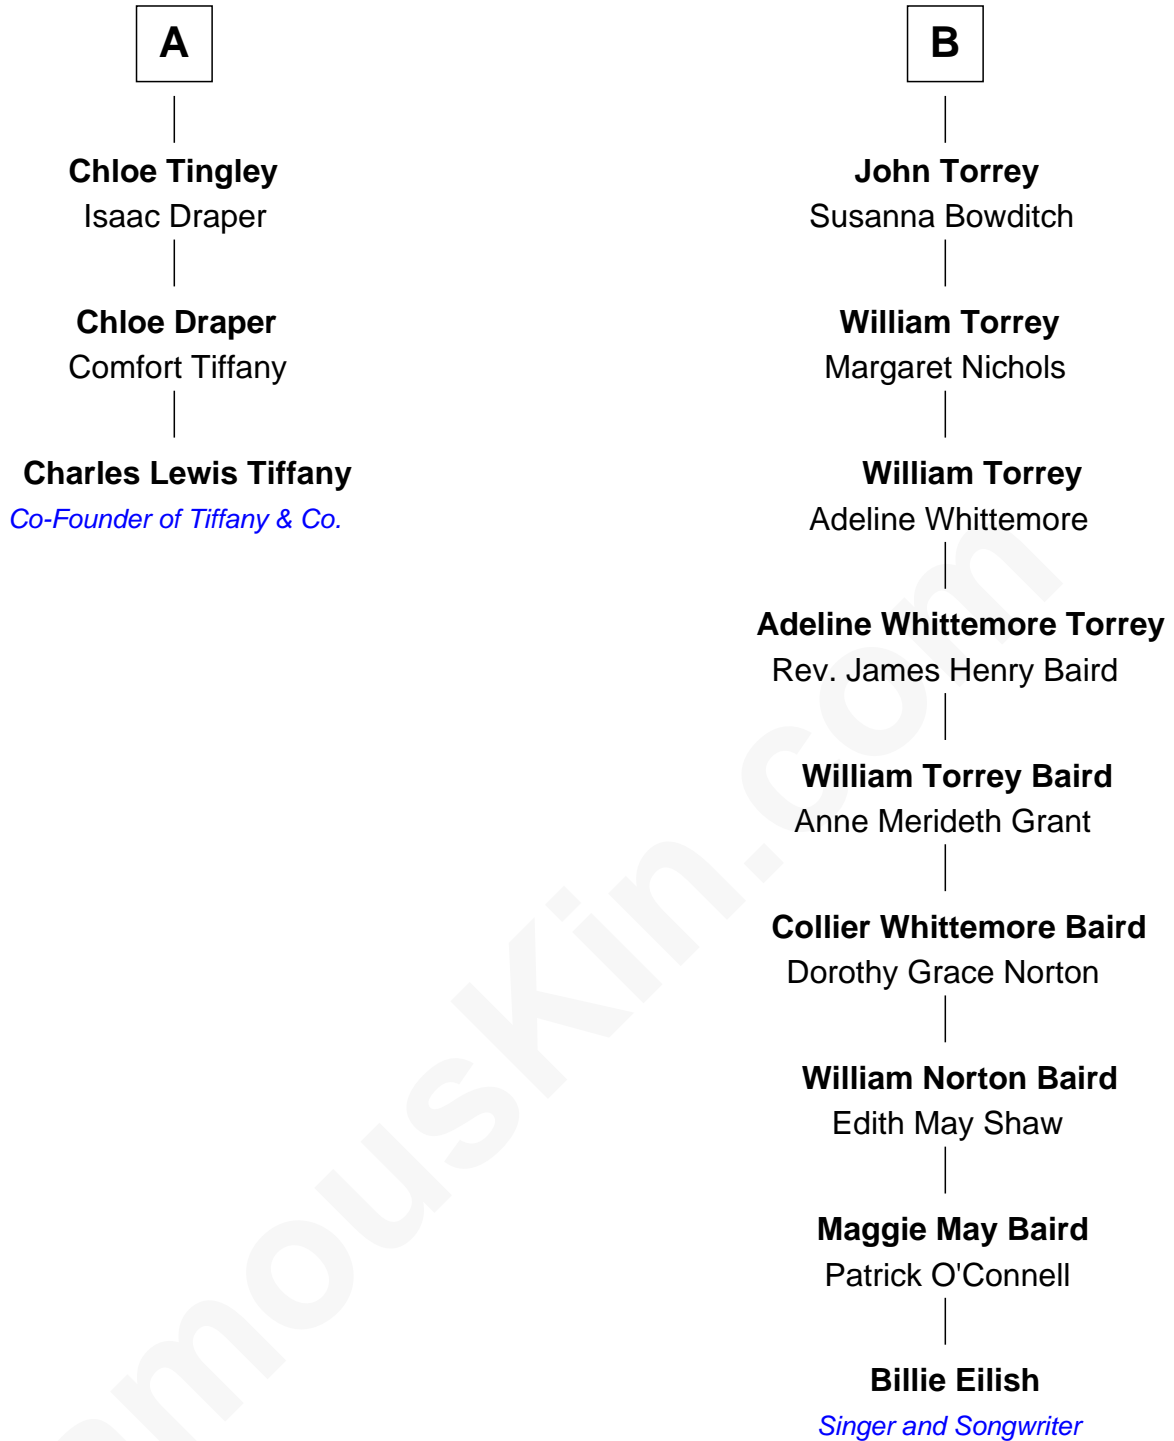 A
Chloe Tingley
Isaac Draper
Chloe Draper
Comfort Tiffany
Charles Lewis Tiffany
Co-Founder of Tiffany & Co.
B
John Torrey
Susanna Bowditch
William Torrey
Margaret Nichols
William Torrey
Adeline Whittemore
Adeline Whittemore Torrey
Rev. James Henry Baird
William Torrey Baird
Anne Merideth Grant
Collier Whittemore Baird
Dorothy Grace Norton
William Norton Baird
Edith May Shaw
Maggie May Baird
Patrick O'Connell
Billie Eilish
Singer and Songwriter
amouskin.com